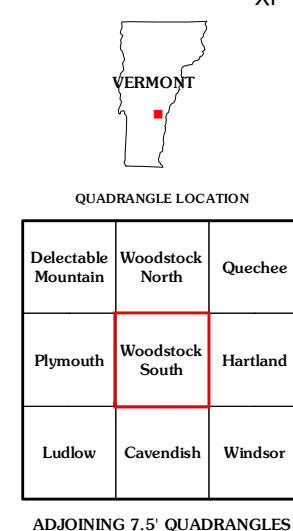 VERMONT
QUADRANGLE LOCATION
Delectable Mountain
Woodstock North
Quechee
Plymouth
Woodstock South
Hartland
Ludlow
Cavendish
Windsor
ADJOINING 7.5' QUADRANGLES